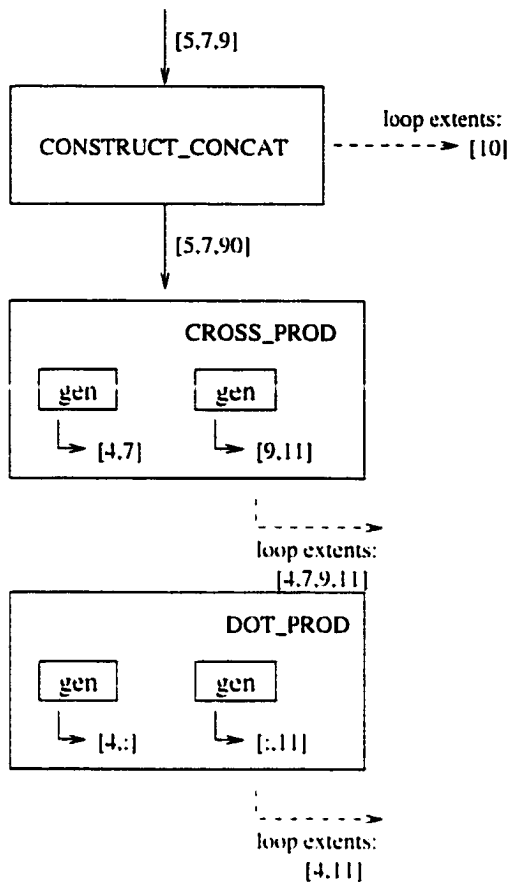 [5,7,9]
CONSTRUCT_CONCAT
loop extents:
[10]
[5,7,90]
CROSS_PROD
gen
gen
[4,7]
[9,11]
loop extents:
[4,7,9,11]
DOT_PROD
gen
gen
[4,:]
[:,11]
loop extents:
[4,11]